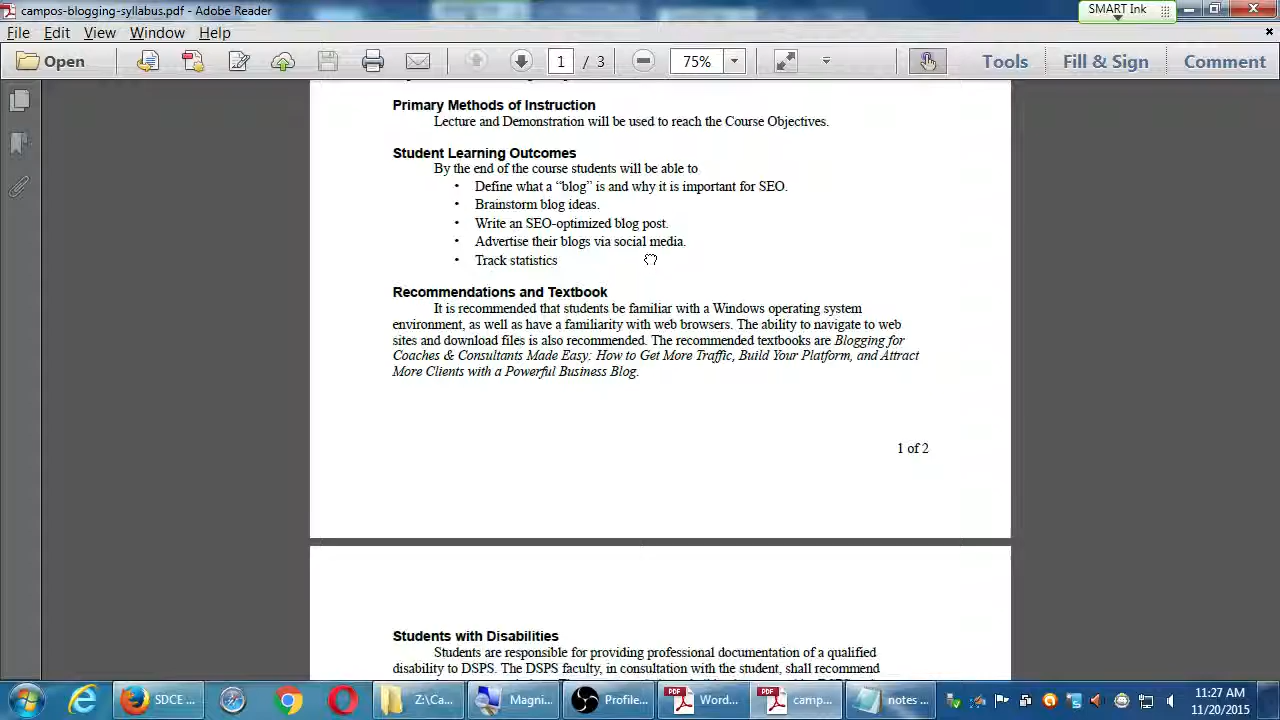 campos-blogging-syllabus.pdf - Adobe Reader
SMART Ink
File Edit View Window Help
Open 1 / 3 75% Tools Fill & Sign Comment
Primary Methods of Instruction
Lecture and Demonstration will be used to reach the Course Objectives.
Student Learning Outcomes
By the end of the course students will be able to
• Define what a “blog” is and why it is important for SEO.
• Brainstorm blog ideas.
• Write an SEO-optimized blog post.
• Advertise their blogs via social media.
• Track statistics
Recommendations and Textbook
It is recommended that students be familiar with a Windows operating system
environment, as well as have a familiarity with web browsers. The ability to navigate to web
sites and download files is also recommended. The recommended textbooks are Blogging for
Coaches & Consultants Made Easy: How to Get More Traffic, Build Your Platform, and Attract
More Clients with a Powerful Business Blog.
1 of 2
Students with Disabilities
Students are responsible for providing professional documentation of a qualified
disability to DSPS. The DSPS faculty, in consultation with the student, shall recommend
SDCE ... Z:\Ca... Magni... Profile... Word... camp... notes ...
11:27 AM
11/20/2015